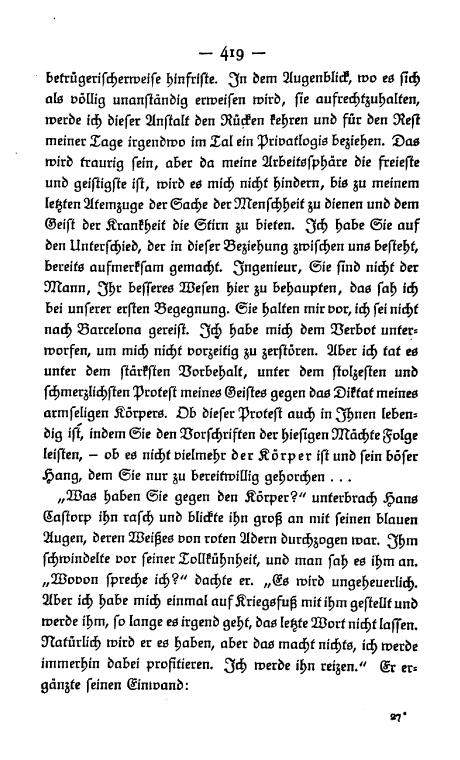 — 419 —
betrügerischerweise hinfriste. In dem Augenblick, wo es sich
als völlig unanständig erweisen wird, sie aufrechtzuhalten,
werde ich dieser Anstalt den Rücken kehren und für den Rest
meiner Tage irgendwo im Tal ein Privatlogis beziehen. Das
wird traurig sein, aber da meine Arbeitssphäre die freieste
und geistigste ist, wird es mich nicht hindern, bis zu meinem
letzten Atemzuge der Sache der Menschheit zu dienen und dem
Geist der Krankheit die Stirn zu bieten. Ich habe Sie auf
den Unterschied, der in dieser Beziehung zwischen uns besteht,
bereits aufmerksam gemacht. Ingenieur, Sie sind nicht der
Mann, Ihr besseres Wesen hier zu behaupten, das sah ich
bei unserer ersten Begegnung. Sie halten mir vor, ich sei nicht
nach Barcelona gereist. Ich habe mich dem Verbot unter-
worfen, um mich nicht vorzeitig zu zerstören. Aber ich tat es
unter dem stärksten Vorbehalt, unter dem stolzesten und
schmerzlichsten Protest meines Geistes gegen das Diktat meines
armseligen Körpers. Ob dieser Protest auch in Ihnen leben-
dig ist, indem Sie den Vorschriften der hiesigen Mächte Folge
leisten, – ob es nicht vielmehr der Körper ist und sein böser
Hang, dem Sie nur zu bereitwillig gehorchen ...
„Was haben Sie gegen den Körper?“ unterbrach Hans
Castorp ihn rasch und blickte ihn groß an mit seinen blauen
Augen, deren Weißes von roten Adern durchzogen war. Ihm
schwindelte vor seiner Tollkühnheit, und man sah es ihm an.
„Wovon spreche ich?“ dachte er. „Es wird ungeheuerlich.
Aber ich habe mich einmal auf Kriegsfuß mit ihm gestellt und
werde ihm, so lange es irgend geht, das letzte Wort nicht lassen.
Natürlich wird er es haben, aber das macht nichts, ich werde
immerhin dabei profitieren. Ich werde ihn reizen.“ Er er-
gänzte seinen Einwand:
27*